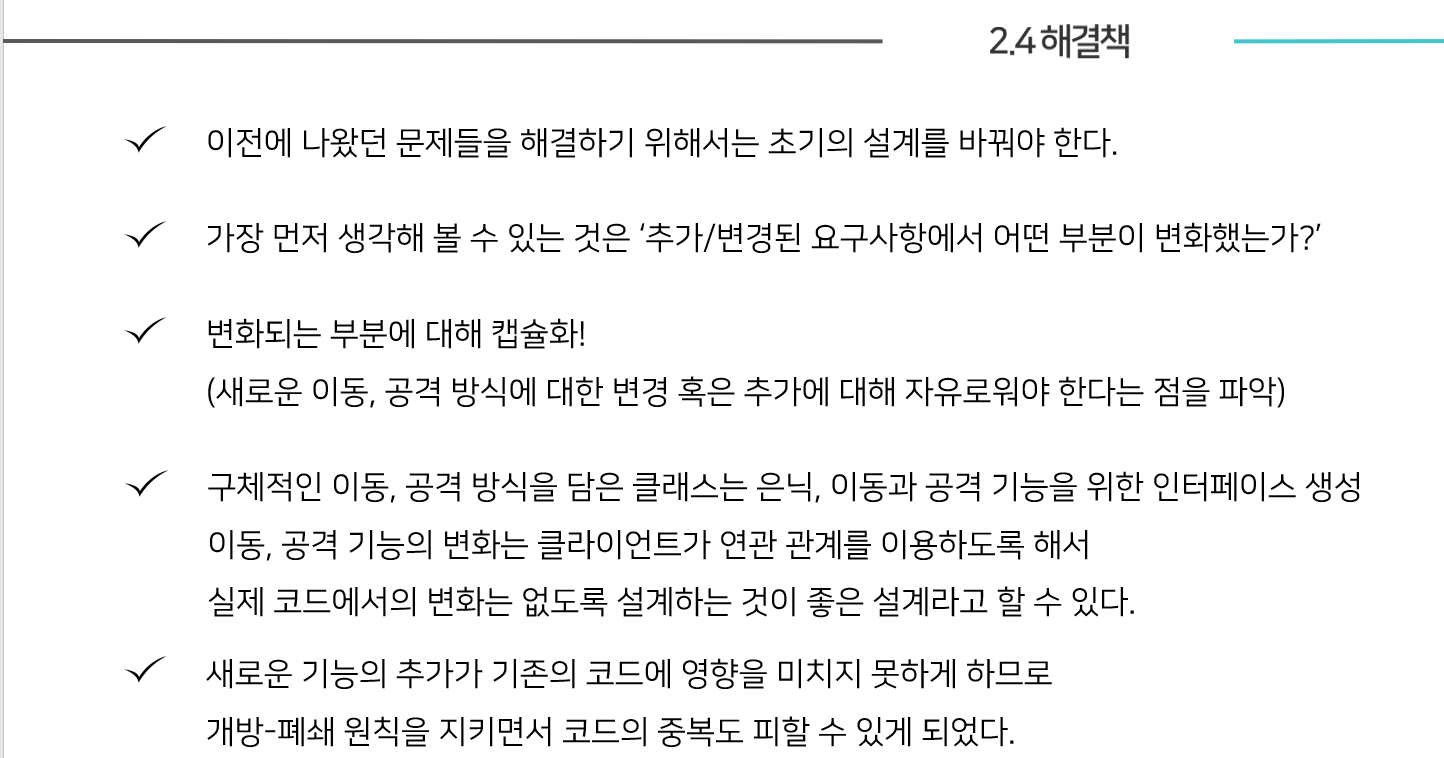 2.4 해결책
이전에 나왔던 문제들을 해결하기 위해서는 초기의 설계를 바꿔야 한다.
가장 먼저 생각해 볼 수 있는 것은 ‘추가/변경된 요구사항에서 어떤 부분이 변화했는가?’
변화되는 부분에 대해 캡슐화!
(새로운 이동, 공격 방식에 대한 변경 혹은 추가에 대해 자유로워야 한다는 점을 파악)
구체적인 이동, 공격 방식을 담은 클래스는 은닉, 이동과 공격 기능을 위한 인터페이스 생성
이동, 공격 기능의 변화는 클라이언트가 연관 관계를 이용하도록 해서
실제 코드에서의 변화는 없도록 설계하는 것이 좋은 설계라고 할 수 있다.
새로운 기능의 추가가 기존의 코드에 영향을 미치지 못하게 하므로
개방-폐쇄 원칙을 지키면서 코드의 중복도 피할 수 있게 되었다.